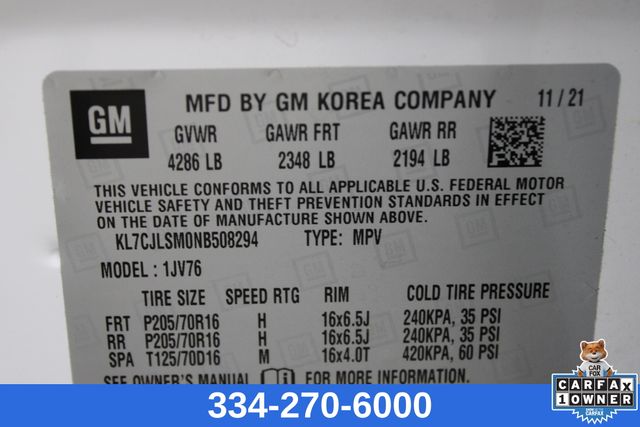 GM
MFD BY GM KOREA COMPANY 11/21
GVWR GAWR FRT GAWR RR
4286 LB 2348 LB 2194 LB
THIS VEHICLE CONFORMS TO ALL APPLICABLE U.S. FEDERAL MOTOR
VEHICLE SAFETY AND THEFT PREVENTION STANDARDS IN EFFECT
ON THE DATE OF MANUFACTURE SHOWN ABOVE.
KL7CJLSM0NB508294 TYPE: MPV
MODEL: 1JV76
TIRE SIZE SPEED RTG RIM COLD TIRE PRESSURE
FRT P205/70R16 H 16x6.5J 240KPA, 35 PSI
RR P205/70R16 H 16x6.5J 240KPA, 35 PSI
SPA T125/70D16 M 16x4.0T 420KPA, 60 PSI
SEE OWNER'S MANUAL FOR MORE INFORMATION.
334-270-6000
CAR
FOX
CARFAX
1 OWNER